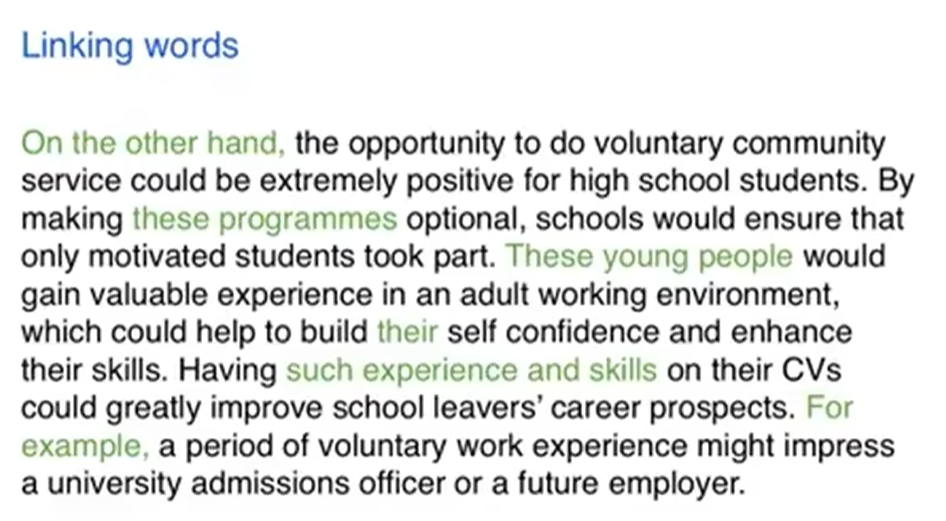 Linking words
On the other hand, the opportunity to do voluntary community
service could be extremely positive for high school students. By
making these programmes optional, schools would ensure that
only motivated students took part. These young people would
gain valuable experience in an adult working environment,
which could help to build their self confidence and enhance
their skills. Having such experience and skills on their CVs
could greatly improve school leavers’ career prospects. For
example, a period of voluntary work experience might impress
a university admissions officer or a future employer.